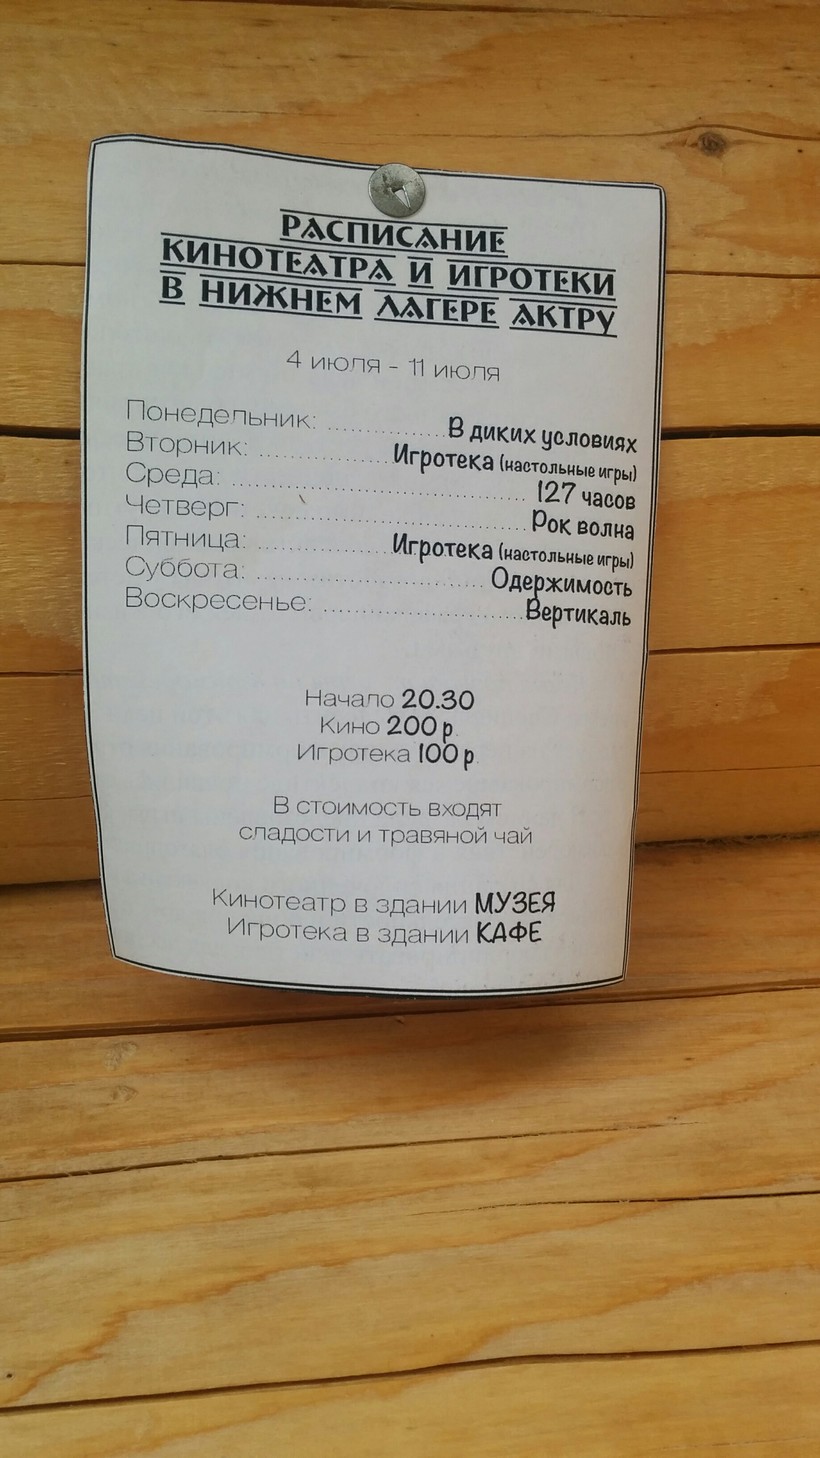 РАСПИСАНИЕ
КИНОТЕАТРА И ИГРОТЕКИ
В НИЖНЕМ ЛАГЕРЕ АКТРУ
4 июля - 11 июля
Понедельник: ....................В диких условиях
Вторник: ......................Игротека (настольные игры)
Среда: .................................................. 127 часов
Четверг: ..............................................Рок волна
Пятница: .......................Игротека (настольные игры)
Суббота: ....................................... Одержимость
Воскресенье: ..................................Вертикаль
Начало 20.30
Кино 200 р.
Игротека 100 р.
В стоимость входят
сладости и травяной чай
Кинотеатр в здании МУЗЕЯ
Игротека в здании КАФЕ